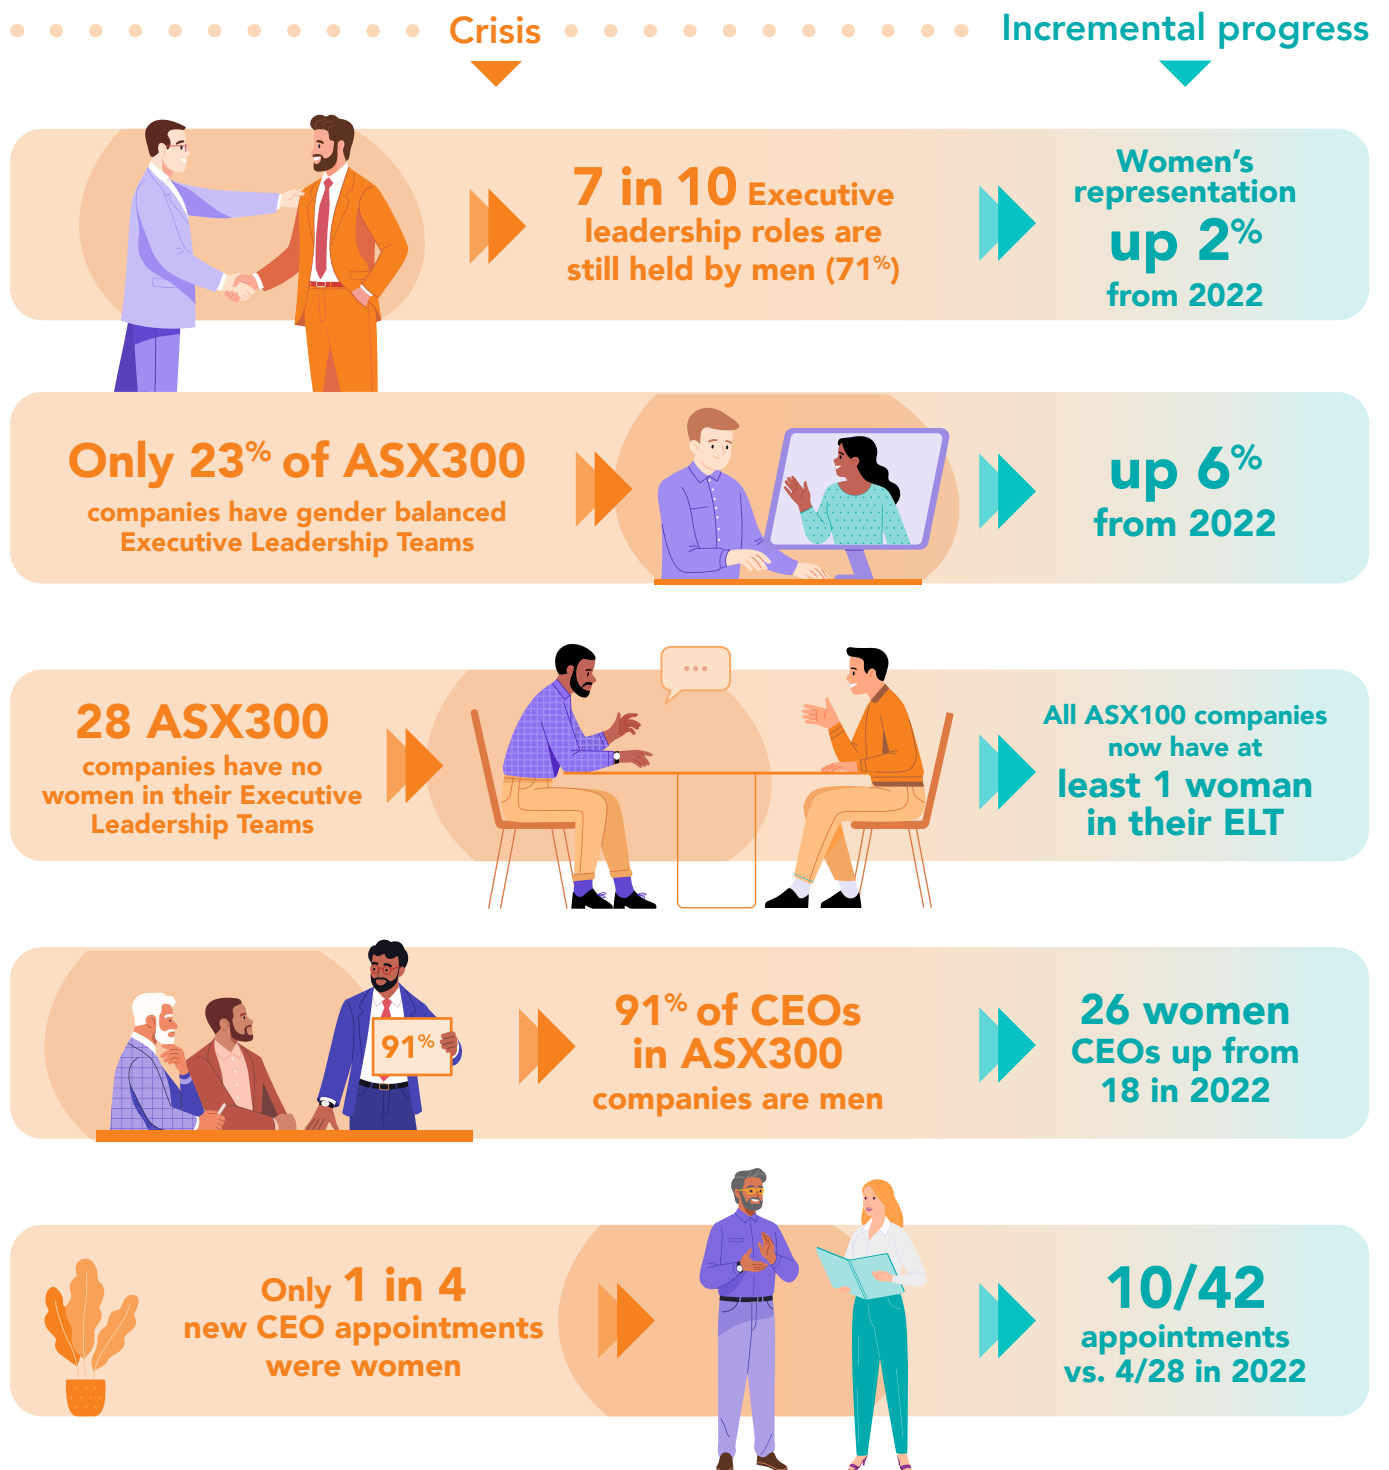 Crisis
Incremental progress
7 in 10 Executive
leadership roles are
still held by men (71%)
Women’s
representation
up 2%
from 2022
Only 23% of ASX300
companies have gender balanced
Executive Leadership Teams
up 6%
from 2022
28 ASX300
companies have no
women in their Executive
Leadership Teams
All ASX100 companies
now have at
least 1 woman
in their ELT
91%
91% of CEOs
in ASX300
companies are men
26 women
CEOs up from
18 in 2022
Only 1 in 4
new CEO appointments
were women
10/42
appointments
vs. 4/28 in 2022